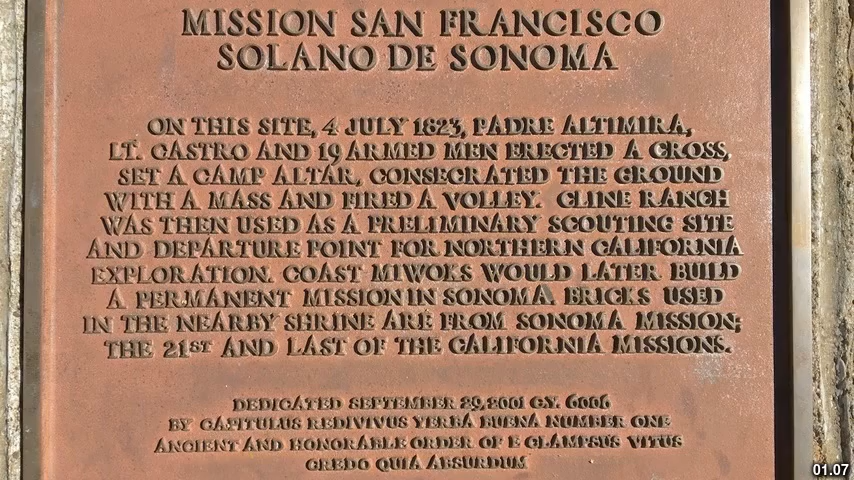 MISSION SAN FRANCISCO
SOLANO DE SONOMA
ON THIS SITE, 4 JULY 1823, PADRE ALTIMIRA,
LT. CASTRO AND 19 ARMED MEN ERECTED A CROSS,
SET A CAMP ALTAR, CONSECRATED THE GROUND
WITH A MASS AND FIRED A VOLLEY. CLINE RANCH
WAS THEN USED AS A PRELIMINARY SCOUTING SITE
AND DEPARTURE POINT FOR NORTHERN CALIFORNIA
EXPLORATION. COAST MIWOKS WOULD LATER BUILD
A PERMANENT MISSION IN SONOMA. BRICKS USED
IN THE NEARBY SHRINE ARE FROM SONOMA MISSION;
THE 21ST AND LAST OF THE CALIFORNIA MISSIONS.
DEDICATED SEPTEMBER 29, 2001 C.Y. 6006
BY CAPITULUS REDIVIVUS YERBA BUENA NUMBER ONE
ANCIENT AND HONORABLE ORDER OF E CLAMPSUS VITUS
CREDO QUIA ABSURDUM
01.07